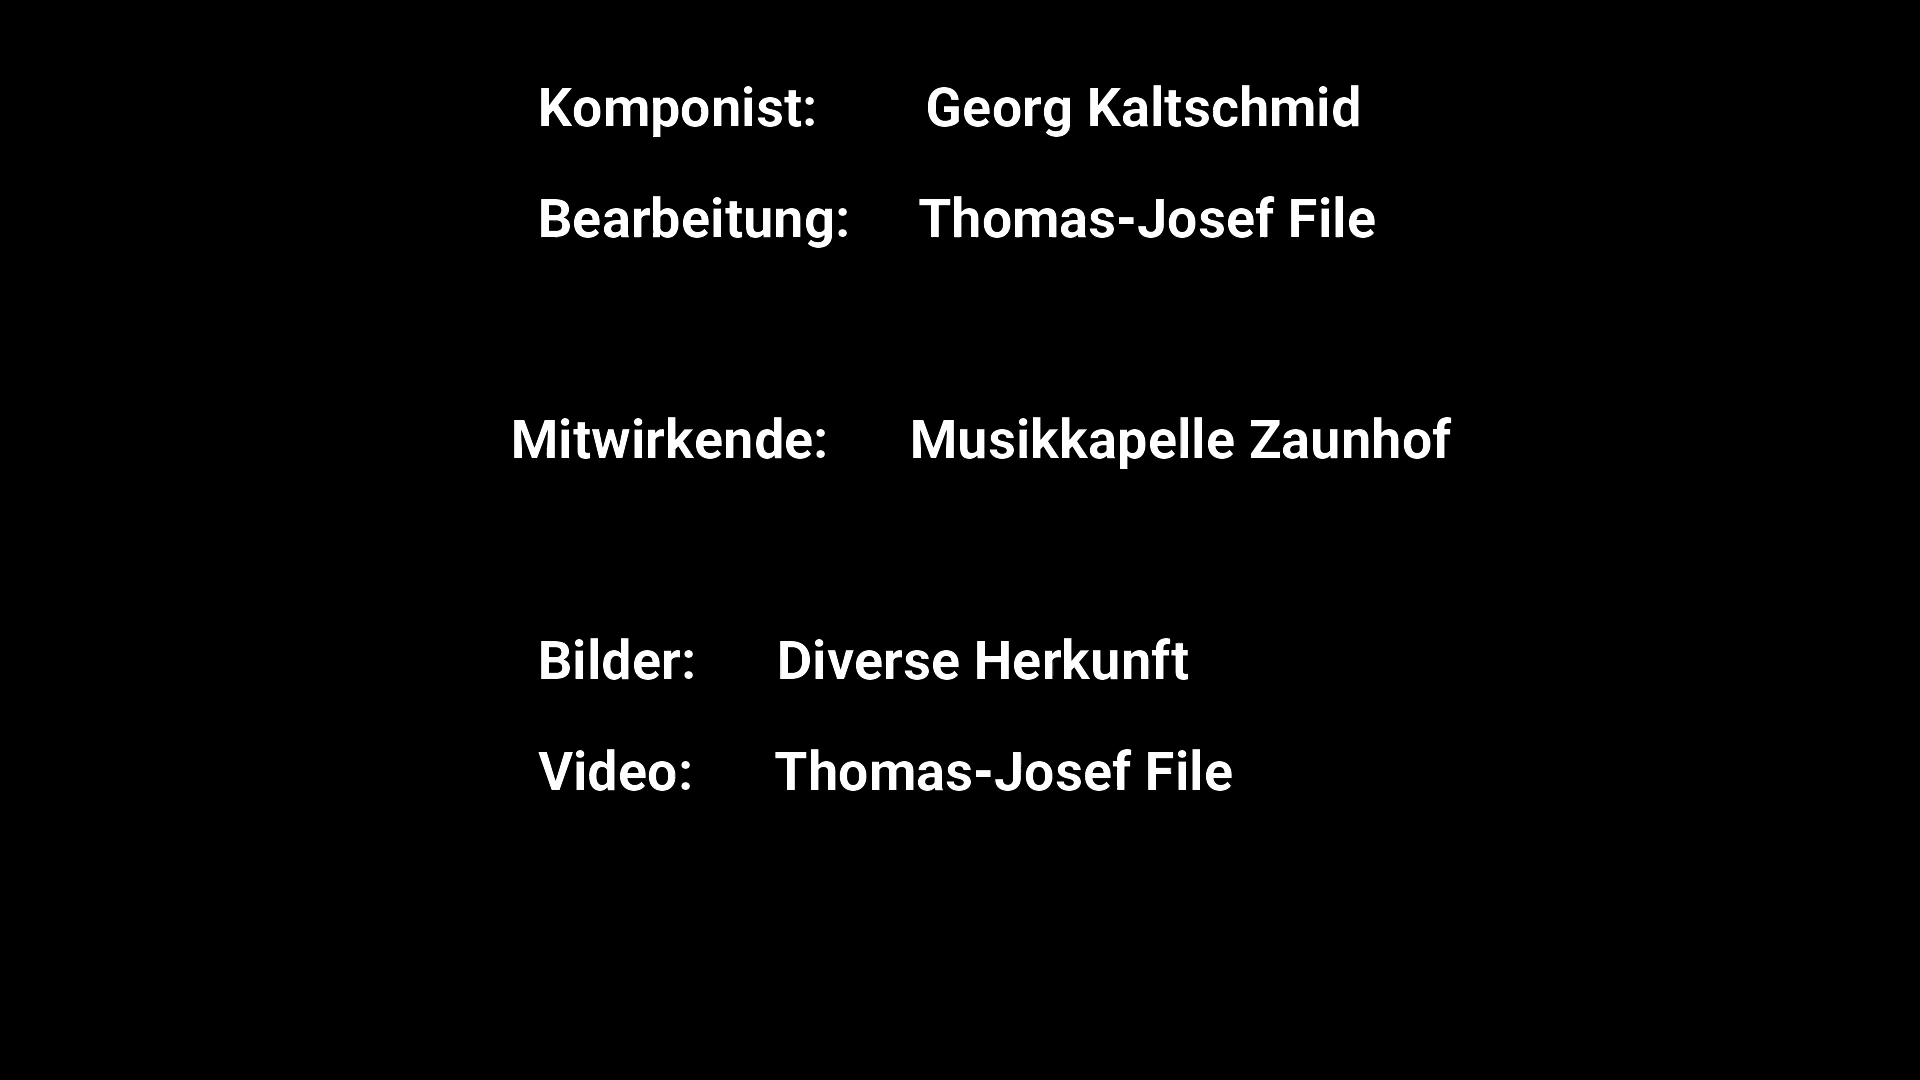 Komponist: Georg Kaltschmid
Bearbeitung: Thomas-Josef File
Mitwirkende: Musikkapelle Zaunhof
Bilder: Diverse Herkunft
Video: Thomas-Josef File